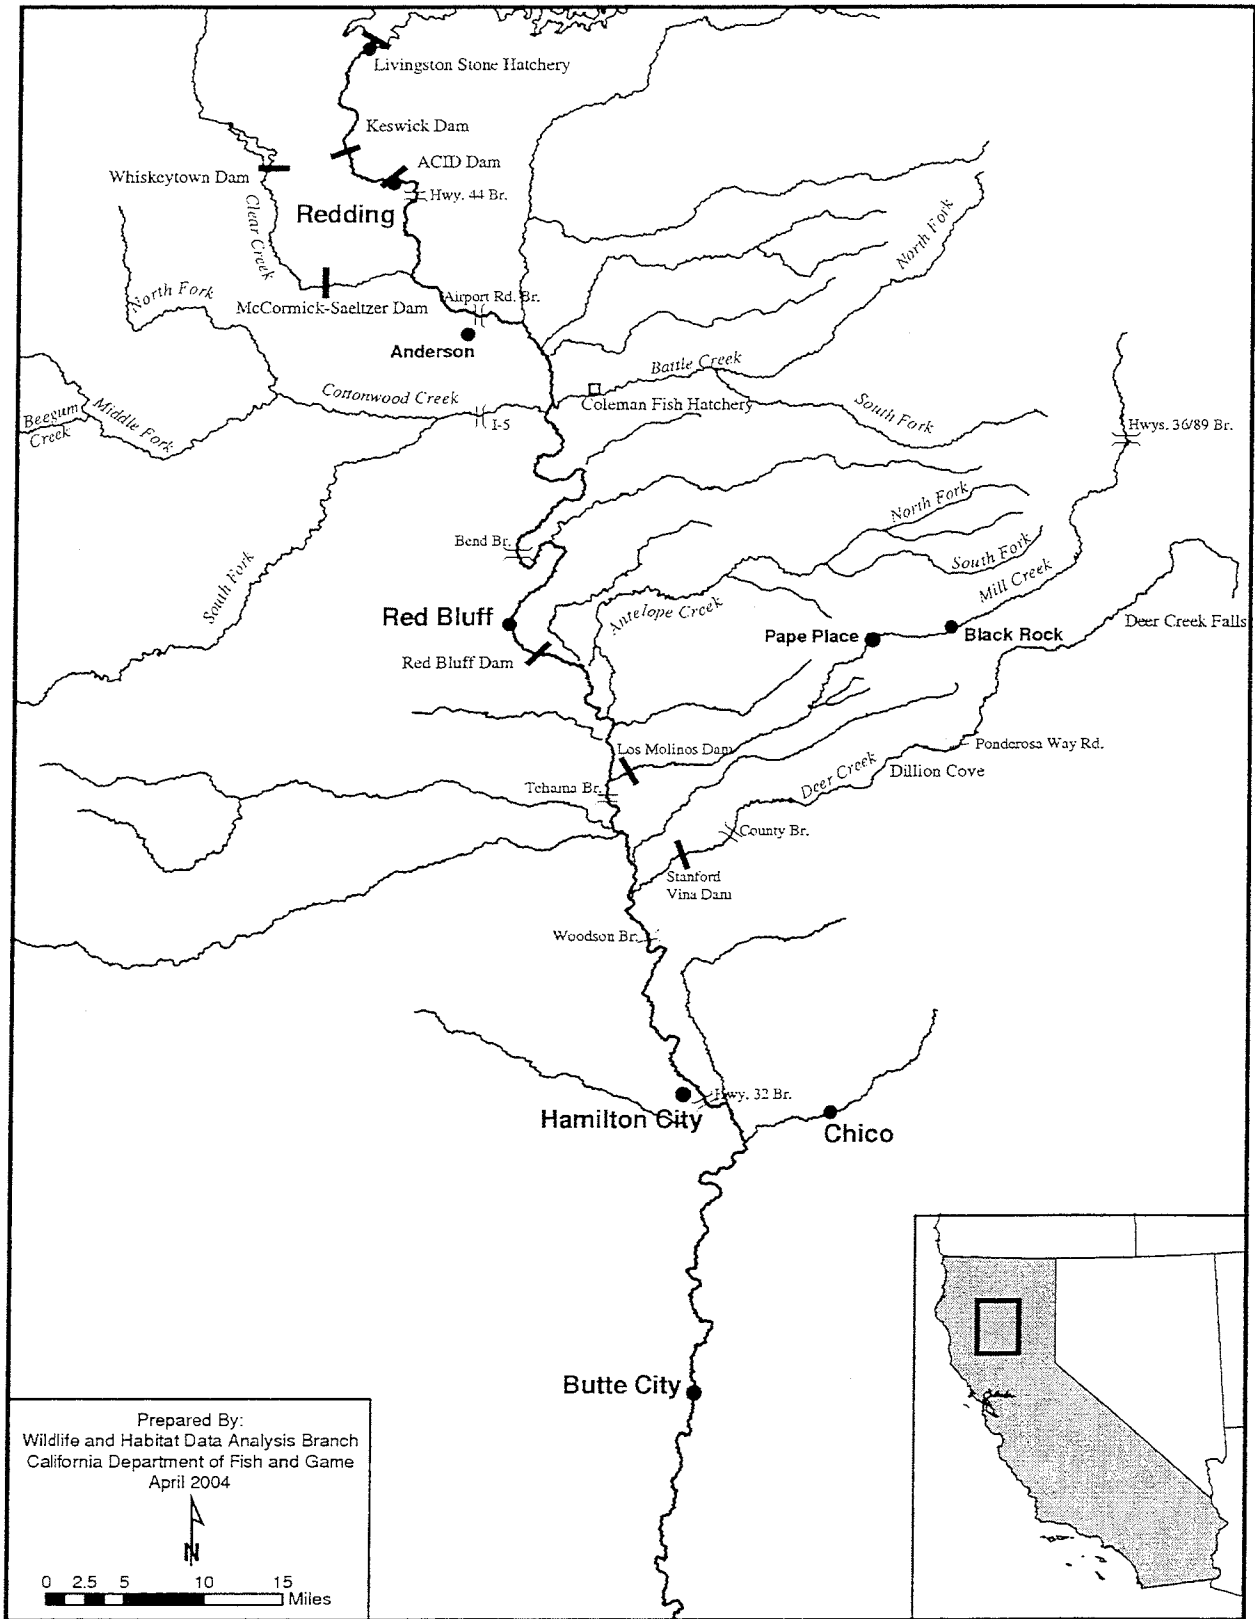 Livingston Stone Hatchery
Keswick Dam
ACID Dam
Whiskeytown Dam
Hwy. 44 Br.
Clear Creek
Redding
North Fork
North Fork
McCormick-Saeltzer Dam
Airport Rd. Br.
Anderson
Battle Creek
Cottonwood Creek
Coleman Fish Hatchery
Beegum
Creek
Middle Fork
I-5
South Fork
Hwys. 36/89 Br.
North Fork
Bend Br.
South Fork
South Fork
Mill Creek
Antelope Creek
Red Bluff
Pape Place
Black Rock
Deer Creek Falls
Red Bluff Dam
Los Molinos Dam
Ponderosa Way Rd.
Deer Creek
Dillion Cove
Tehama Br.
County Br.
Stanford
Vina Dam
Woodson Br.
Hwy. 32 Br.
Hamilton City
Chico
Butte City
Prepared By:
Wildlife and Habitat Data Analysis Branch
California Department of Fish and Game
April 2004
N
0 2.5 5 10 15
Miles